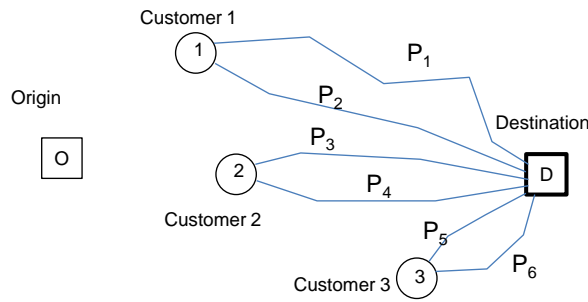 Customer 1
1
P1
Origin
P2
Destination
P3
O
2
D
P4
Customer 2
P5
Customer 3
3
P6